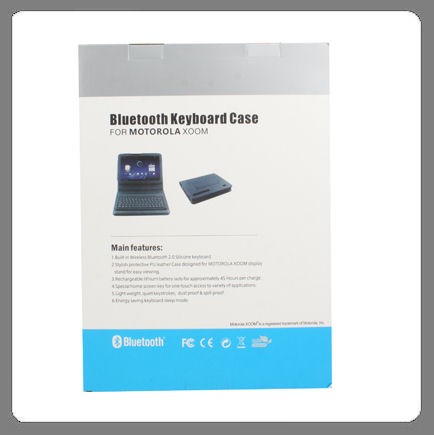 Bluetooth Keyboard Case
FOR MOTOROLA XOOM
Main features:
1.Built in Wireless Bluetooth 2.0 Silicone keyboard
2.Stylish protective PU leather Case designed for MOTOROLA XOOM display
stand for easy viewing.
3.Rechargeable lithium battery lasts for approximately 45 Hours per charge
4.Special home screen key for one-touch access to variety of applications.
5.Light weight, quiet keystrokes, dust proof & spill-proof
6.Energy saving keyboard sleep mode
Motorola XOOM is a registered trademark of Motorola, Inc.
Bluetooth®
FC CE